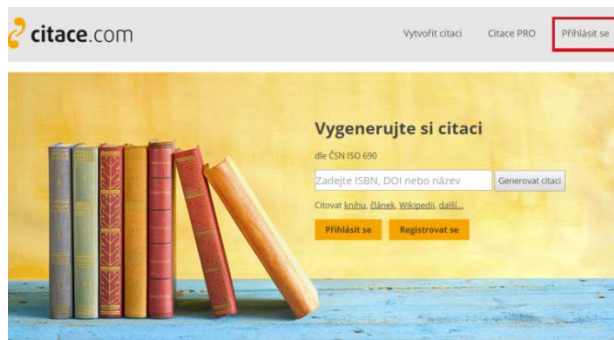 citace.com
Vytvořit citaci Citace PRO Přihlásit se
Vygenerujte si citaci
dle ČSN ISO 690
Zadejte ISBN, DOI nebo název Generovat citaci
Citovat knihu, článek, Wikipedii, další...
Přihlásit se Registrovat se